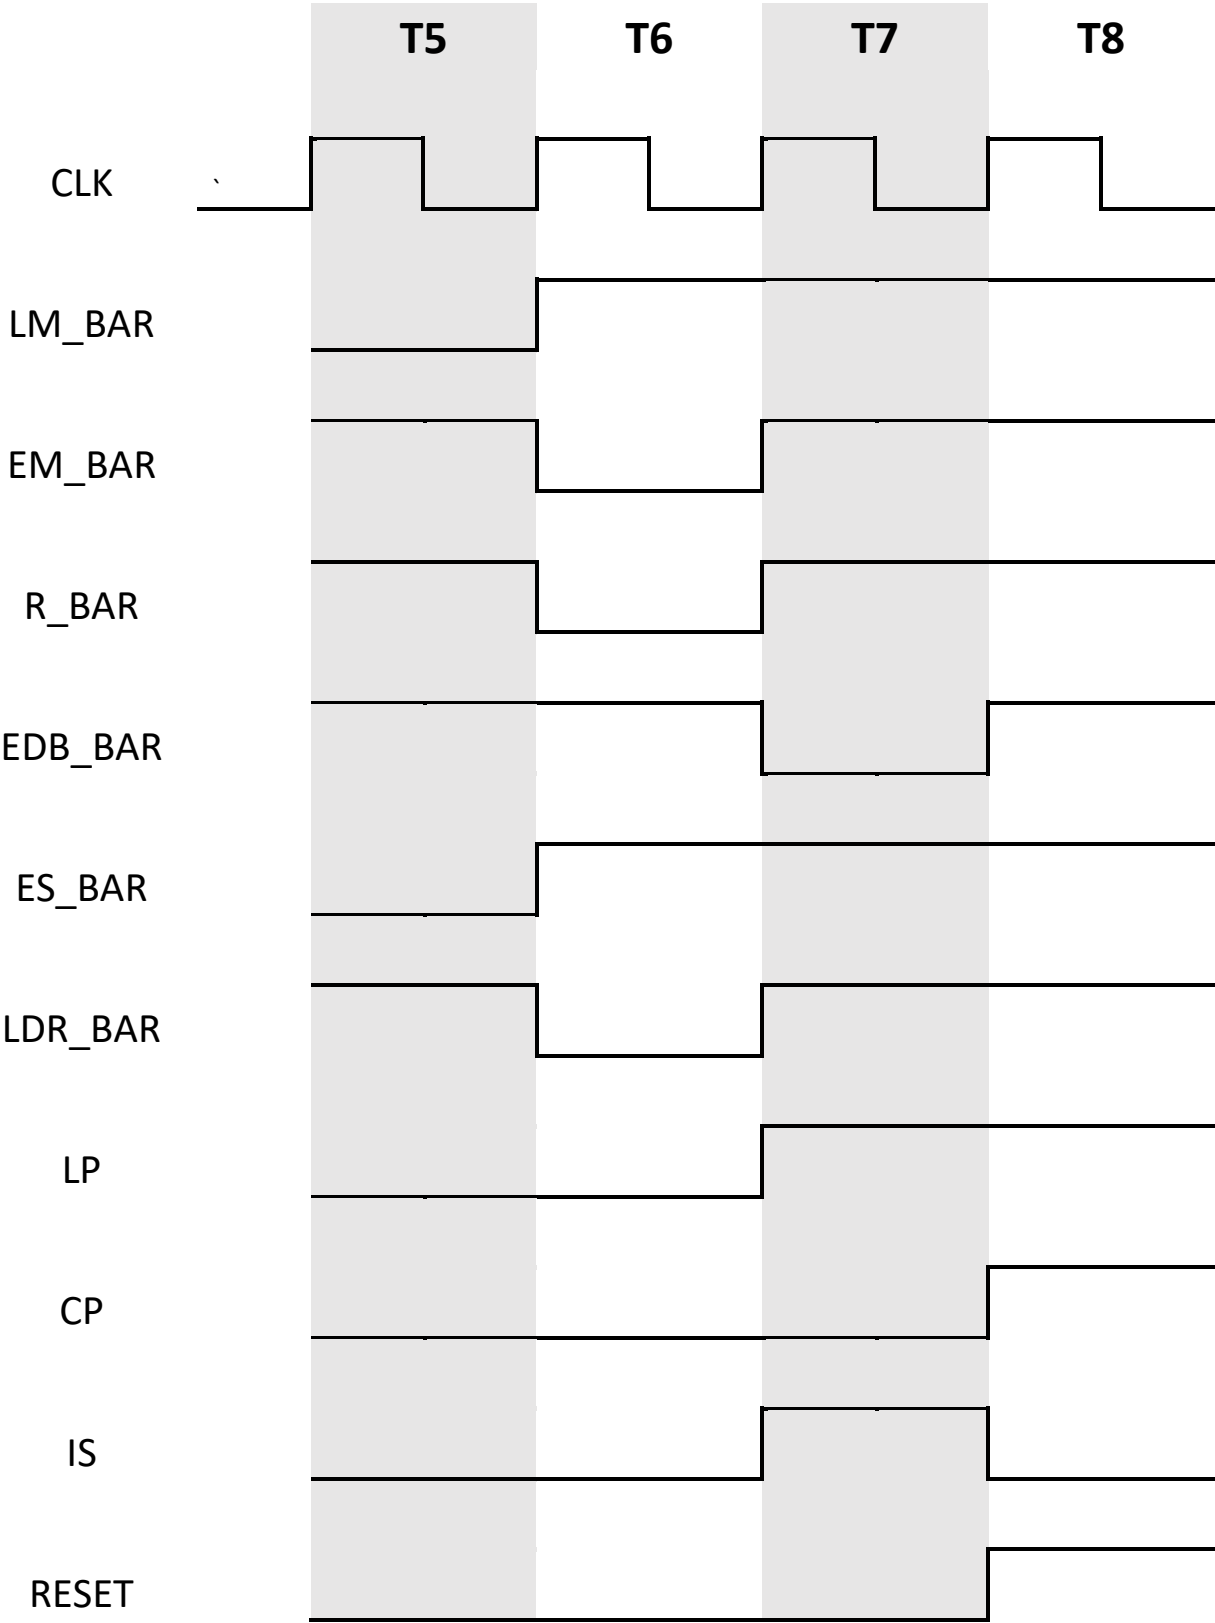 T5 T6 T7 T8
CLK `
LM_BAR
EM_BAR
R_BAR
EDB_BAR
ES_BAR
LDR_BAR
LP
CP
IS
RESET